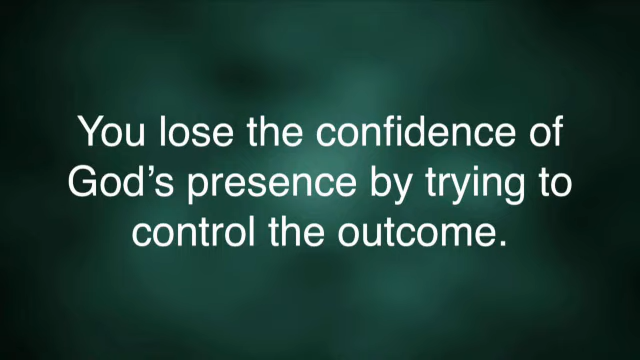 You lose the confidence of
God’s presence by trying to
control the outcome.